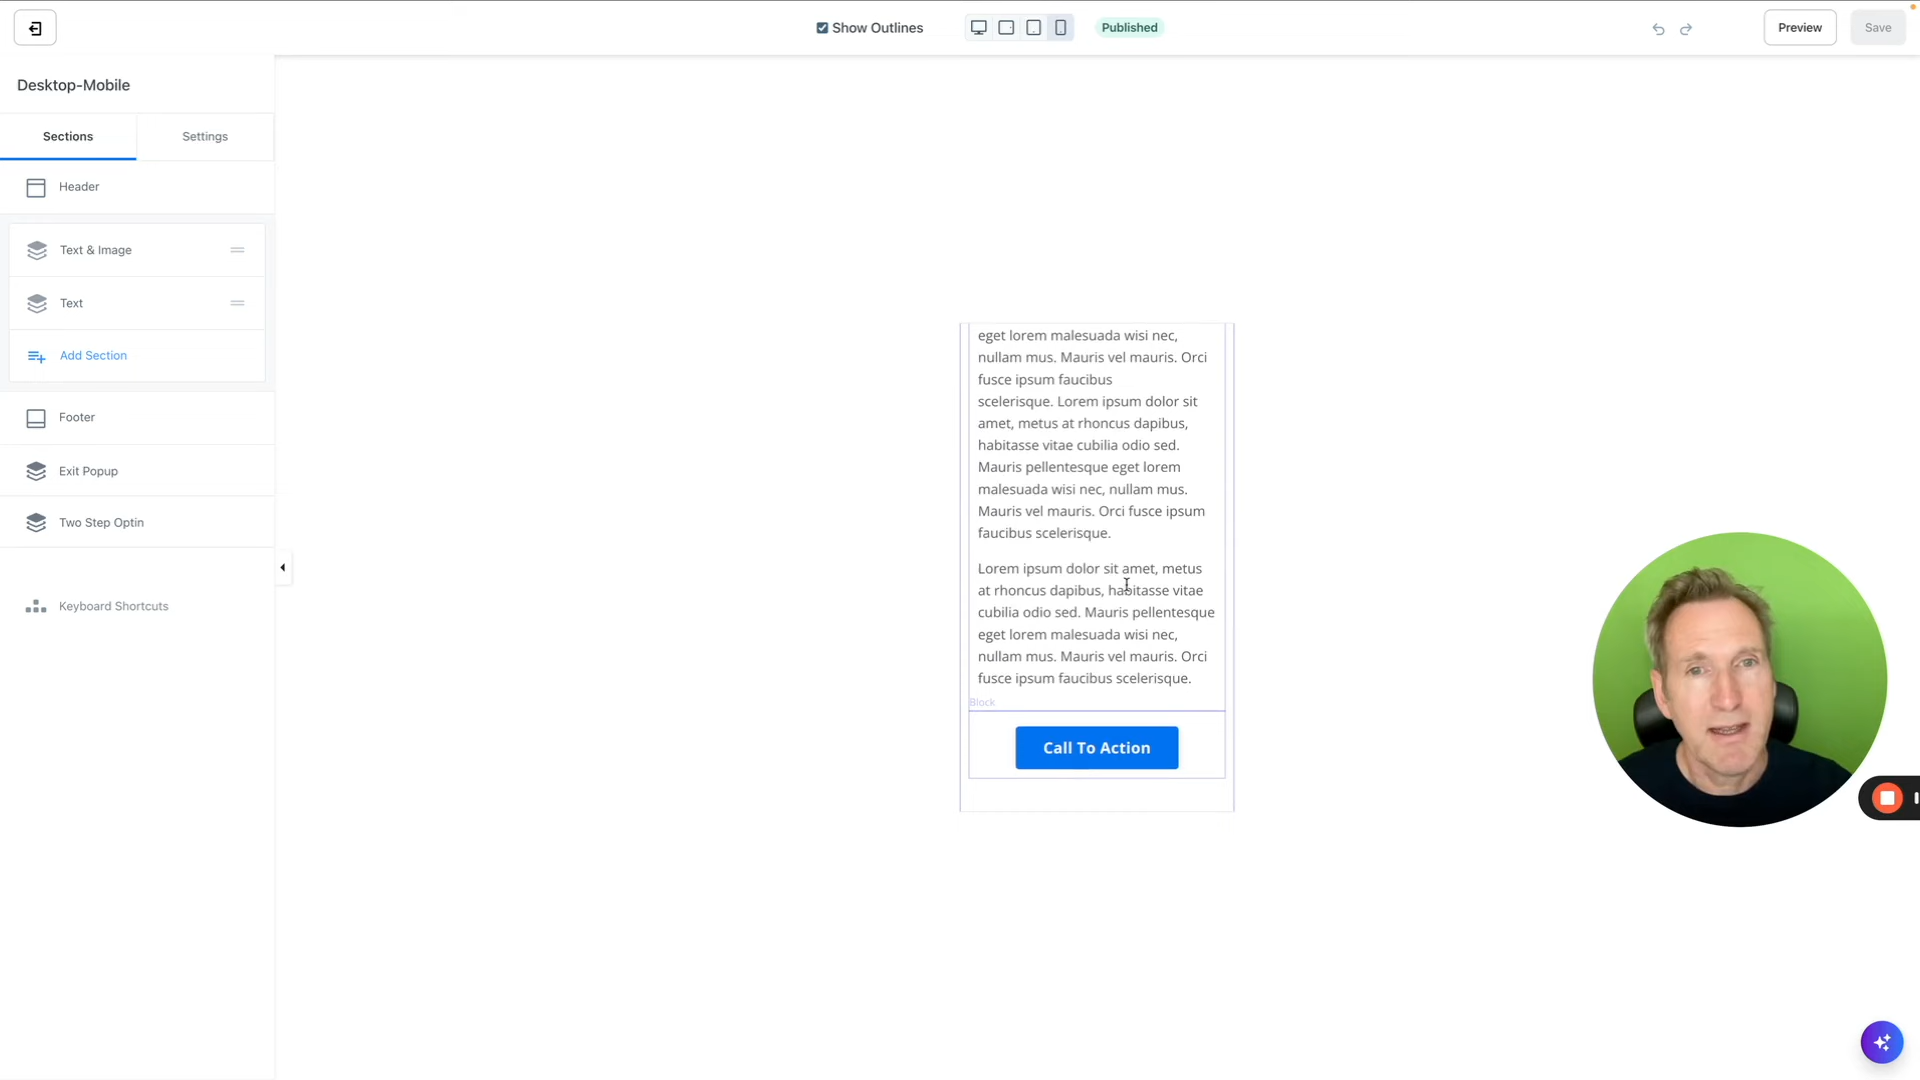 Show Outlines
Published
Preview
Save
Desktop-Mobile
Sections
Settings
Header
Text & Image
Text
Add Section
Footer
Exit Popup
Two Step Optin
Keyboard Shortcuts
eget lorem malesuada wisi nec,
nullam mus. Mauris vel mauris. Orci
fusce ipsum faucibus
scelerisque. Lorem ipsum dolor sit
amet, metus at rhoncus dapibus,
habitasse vitae cubilia odio sed.
Mauris pellentesque eget lorem
malesuada wisi nec, nullam mus.
Mauris vel mauris. Orci fusce ipsum
faucibus scelerisque.
Lorem ipsum dolor sit amet, metus
at rhoncus dapibus, habitasse vitae
cubilia odio sed. Mauris pellentesque
eget lorem malesuada wisi nec,
nullam mus. Mauris vel mauris. Orci
fusce ipsum faucibus scelerisque.
Block
Call To Action